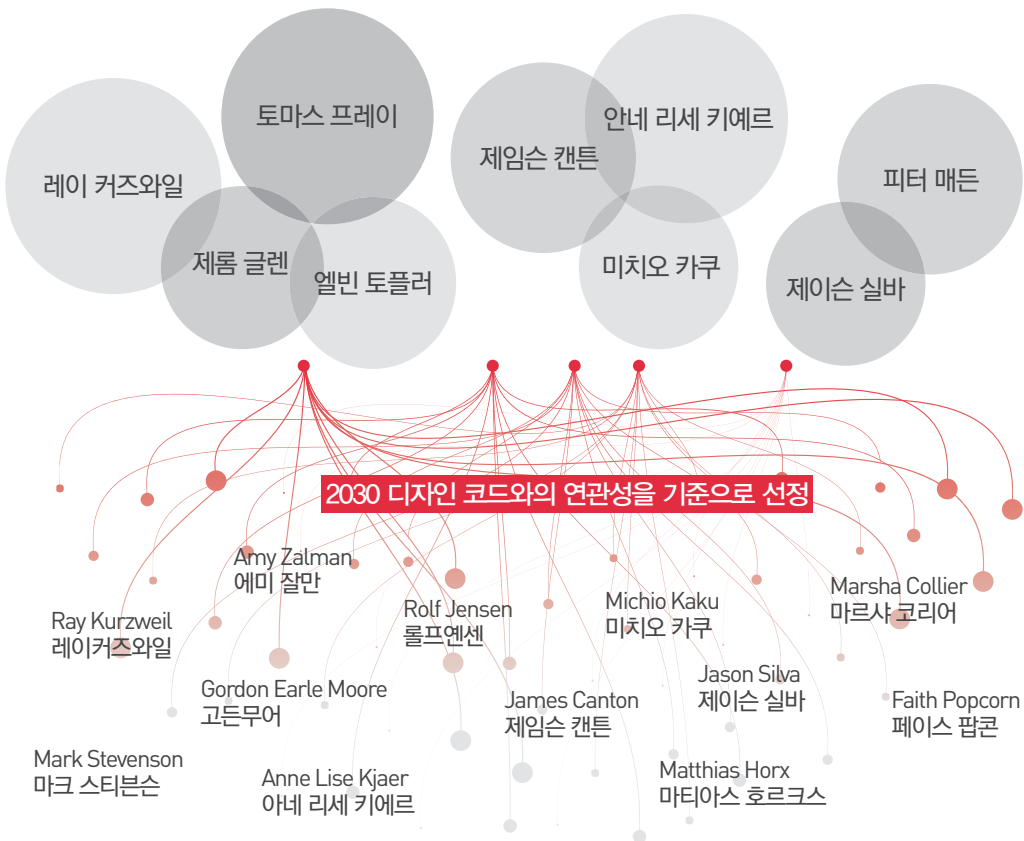 토마스 프레이
안네 리세 키예르
제임슨 캔튼
피터 매든
레이 커즈와일
제롬 글렌
엘빈 토플러
미치오 카쿠
제이슨 실바
2030 디자인 코드와의 연관성을 기준으로 선정
Amy Zalman
에미 잘만
Rolf Jensen
롤프옌센
Michio Kaku
미치오 카쿠
Marsha Collier
마르샤 코리어
Ray Kurzweil
레이커즈와일
Gordon Earle Moore
고든무어
James Canton
제임슨 캔튼
Jason Silva
제이슨 실바
Faith Popcorn
페이스 팝콘
Mark Stevenson
마크 스티븐슨
Anne Lise Kjaer
아네 리세 키에르
Matthias Horx
마티아스 호르크스